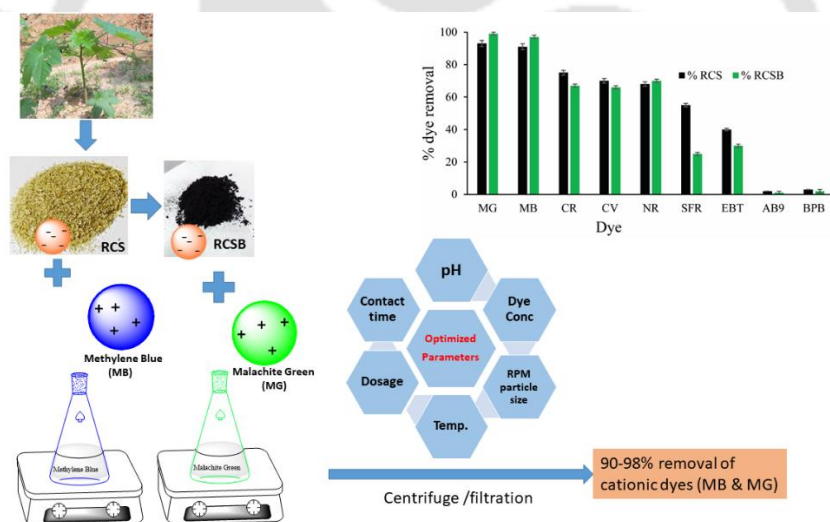 RCS
RCSB
Methylene Blue
(MB)
Malachite Green
(MG)
Methylene Blue
Malachite Green
% dye removal
100
80
60
40
20
0
% RCS
% RCSB
MG MB CR CV NR SFR EBT AB9 BPB
Dye
pH
Contact
time
Dye
Conc
Optimized
Parameters
Dosage
RPM
particle
size
Temp.
Centrifuge /filtration
90-98% removal of
cationic dyes (MB & MG)